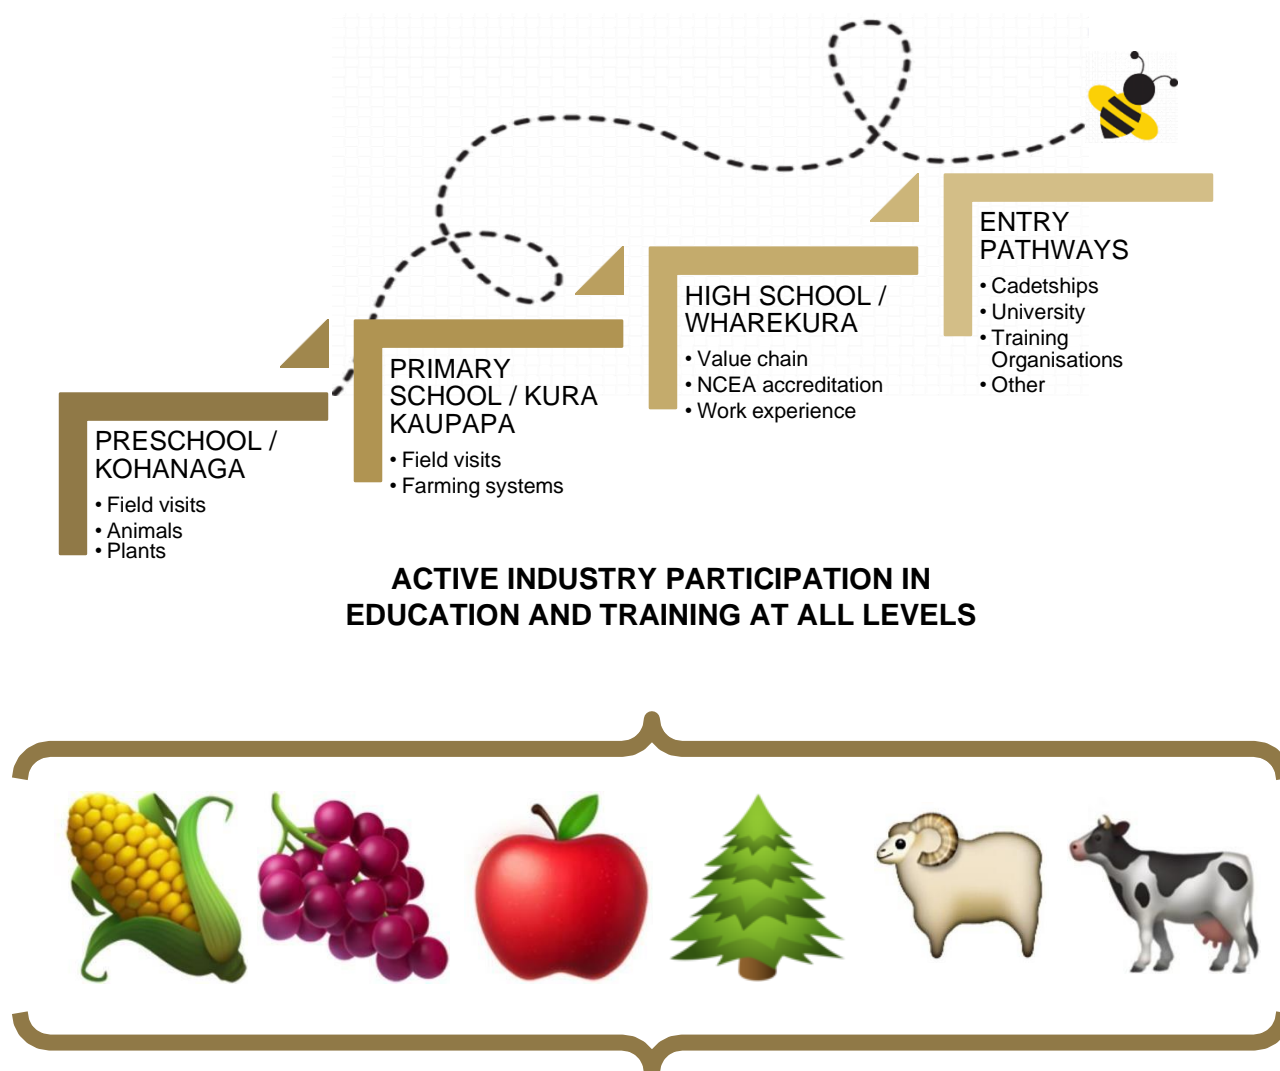 PRESCHOOL /
KOHANAGA
• Field visits
• Animals
• Plants
PRIMARY
SCHOOL / KURA
KAUPAPA
• Field visits
• Farming systems
HIGH SCHOOL /
WHAREKURA
• Value chain
• NCEA accreditation
• Work experience
ENTRY
PATHWAYS
• Cadetships
• University
• Training
Organisations
• Other
ACTIVE INDUSTRY PARTICIPATION IN
EDUCATION AND TRAINING AT ALL LEVELS